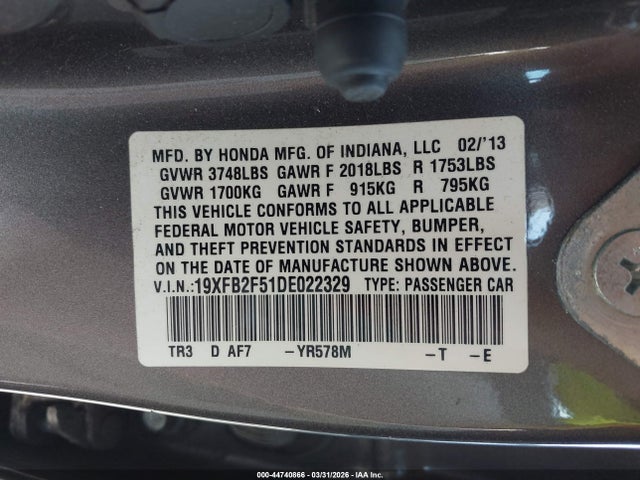 MFD. BY HONDA MFG. OF INDIANA, LLC 02/'13
GVWR 3748LBS GAWR F 2018LBS R 1753LBS
GVWR 1700KG GAWR F 915KG R 795KG
THIS VEHICLE CONFORMS TO ALL APPLICABLE
FEDERAL MOTOR VEHICLE SAFETY, BUMPER,
AND THEFT PREVENTION STANDARDS IN EFFECT
ON THE DATE OF MANUFACTURE SHOWN ABOVE.
V.I.N.:19XFB2F51DE022329 TYPE: PASSENGER CAR
TR3 D AF7 –YR578M –T –E
000-44740866 - 03/31/2026 - IAA Inc.